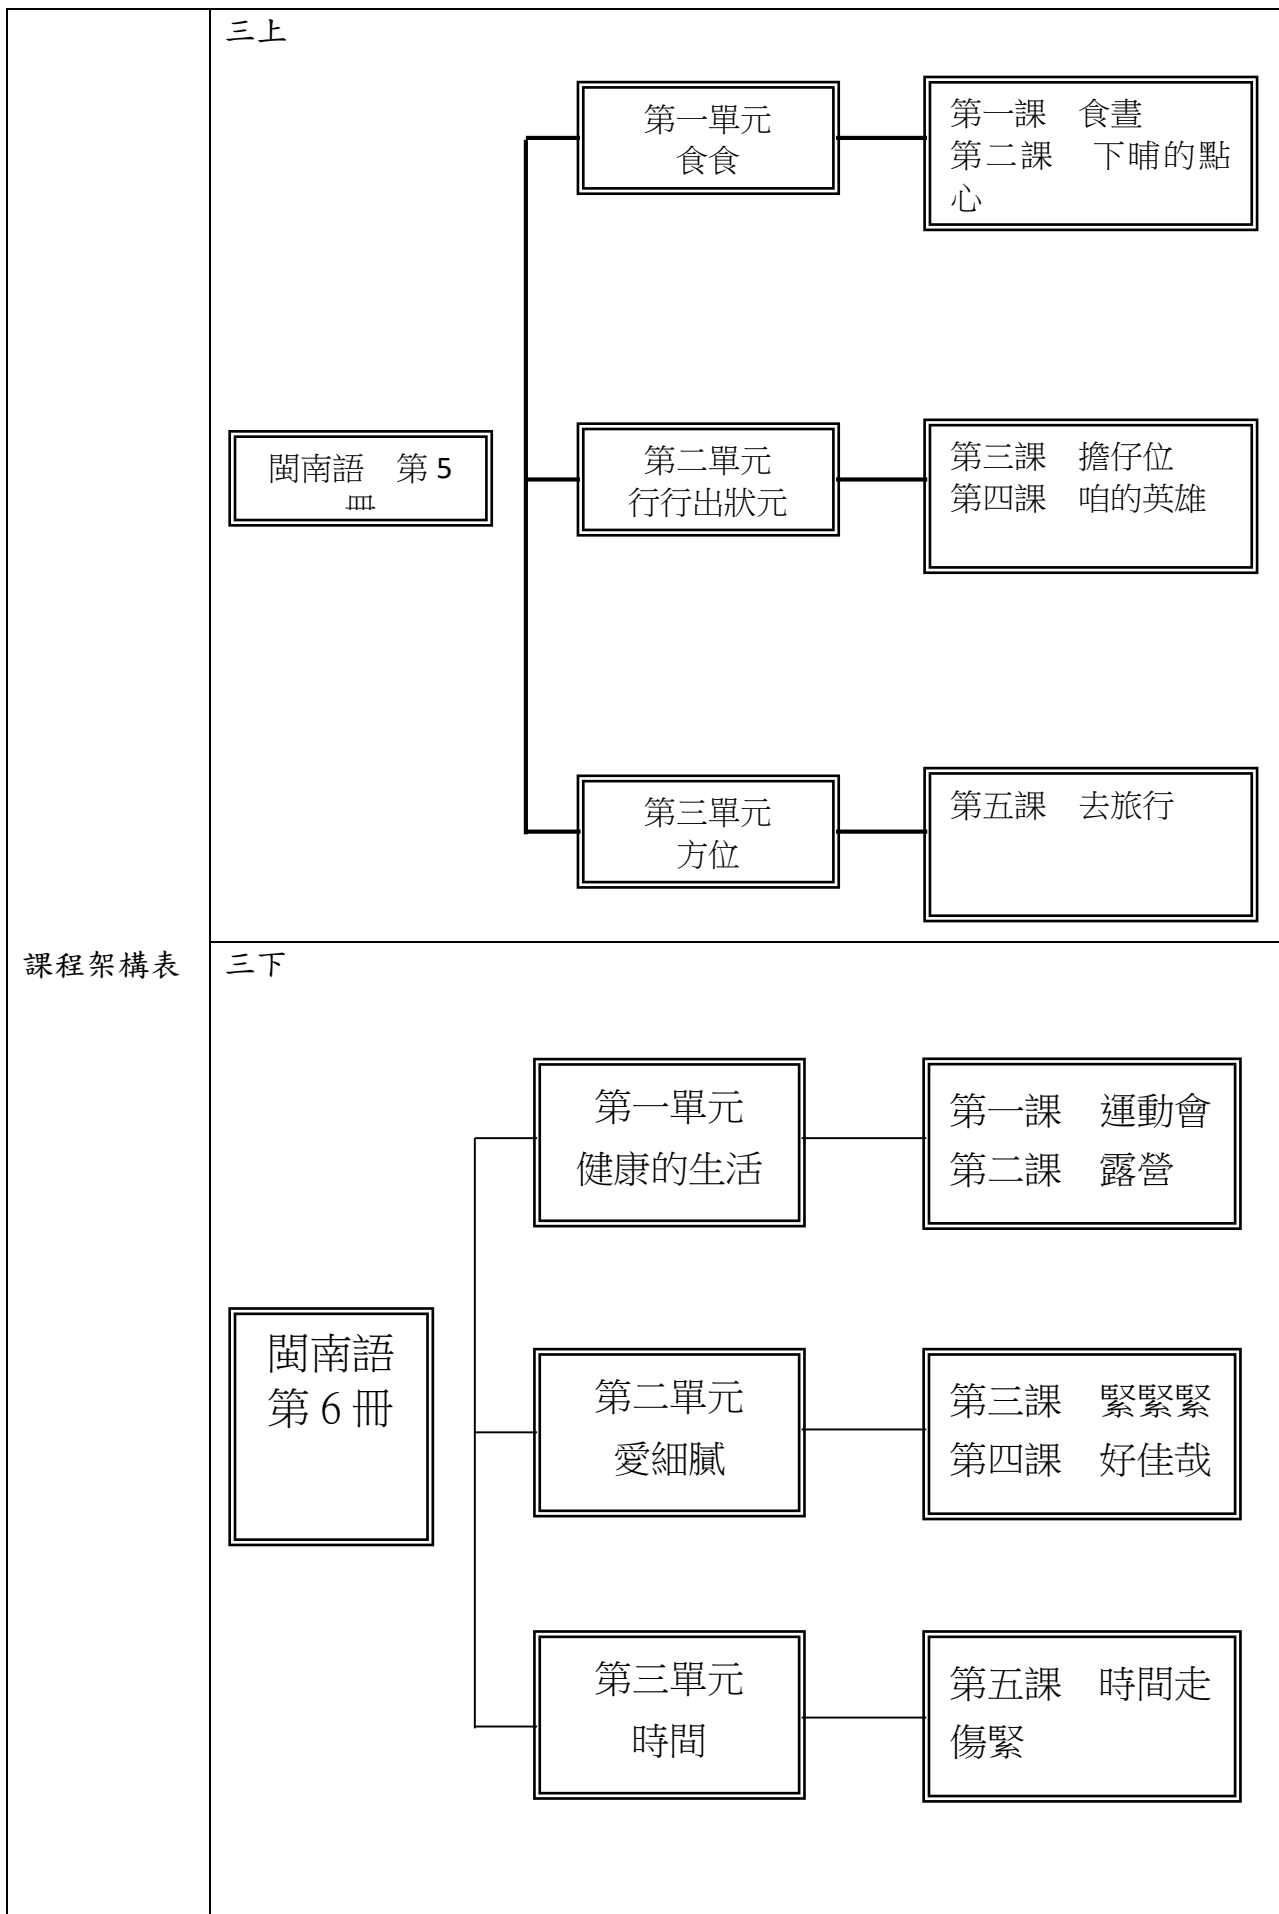 課程架構表
三上
閩南語　第 5
冊
第一單元
食食
第一課　食晝
第二課　下晡的點
心
第二單元
行行出狀元
第三課　擔仔位
第四課　咱的英雄
第三單元
方位
第五課　去旅行
三下
閩南語
第 6 冊
第一單元
健康的生活
第一課　運動會
第二課　露營
第二單元
愛細膩
第三課　緊緊緊
第四課　好佳哉
第三單元
時間
第五課　時間走
傷緊